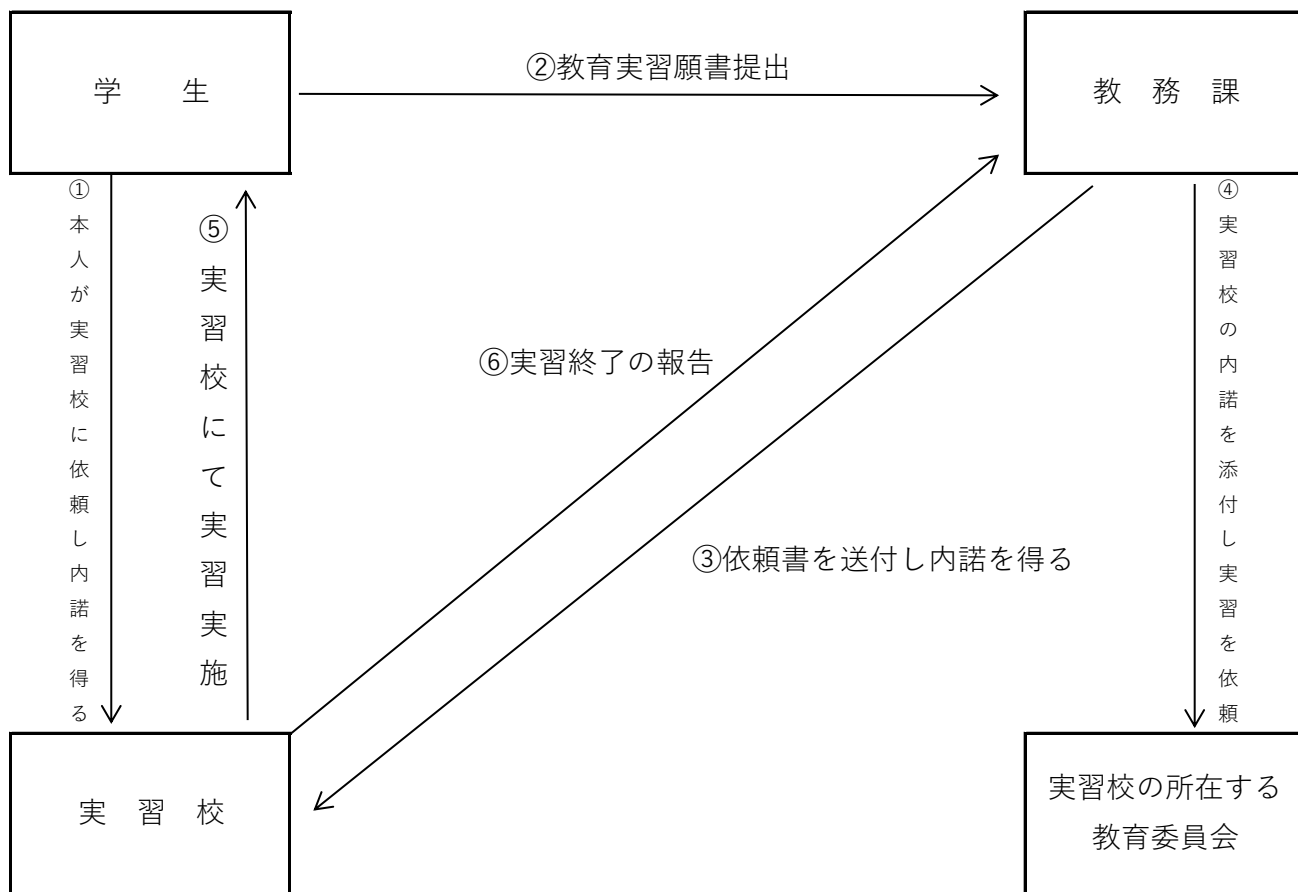 学　　生
②教育実習願書提出
教　務　課
①本人が実習校に依頼し内諾を得る
⑤実習校にて実習実施
④実習校の内諾を添付し実習を依頼
⑥実習終了の報告
③依頼書を送付し内諾を得る
実　習　校
実習校の所在する
教育委員会